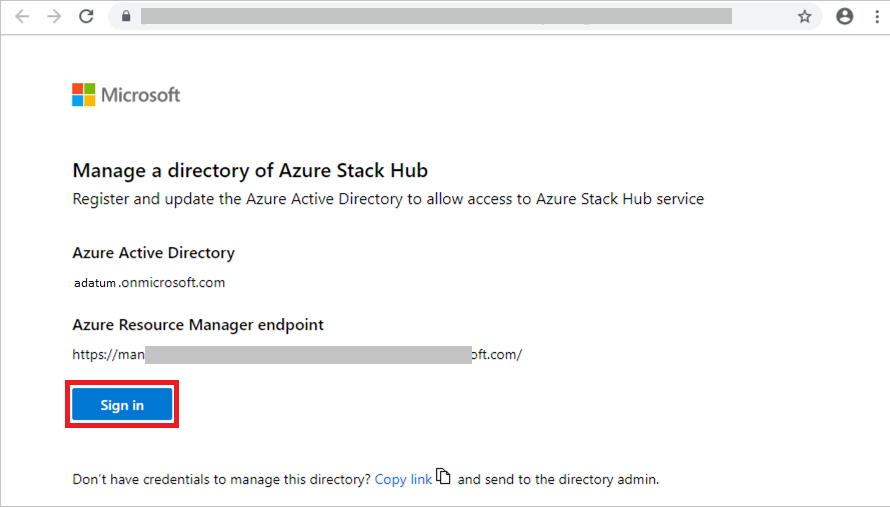 Microsoft
Manage a directory of Azure Stack Hub
Register and update the Azure Active Directory to allow access to Azure Stack Hub service
Azure Active Directory
adatum.onmicrosoft.com
Azure Resource Manager endpoint
https://man oft.com/
Sign in
Don't have credentials to manage this directory? Copy link and send to the directory admin.